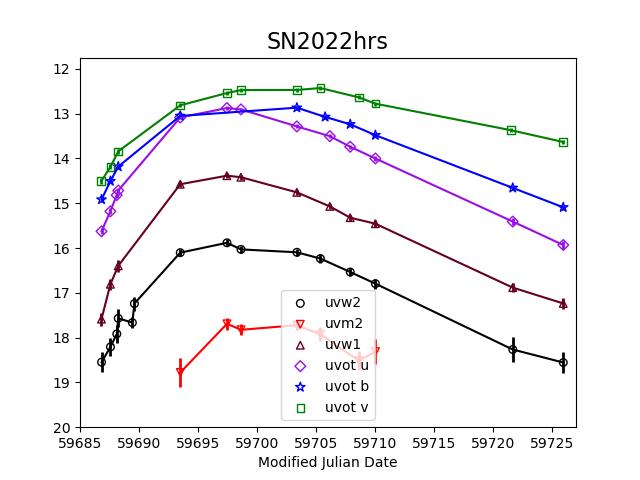 SN2022hrs
12
13
14
15
16
17
18
19
20
uvw2
uvm2
uvw1
uvot u
uvot b
uvot v
59685 59690 59695 59700 59705 59710 59715 59720 59725
Modified Julian Date